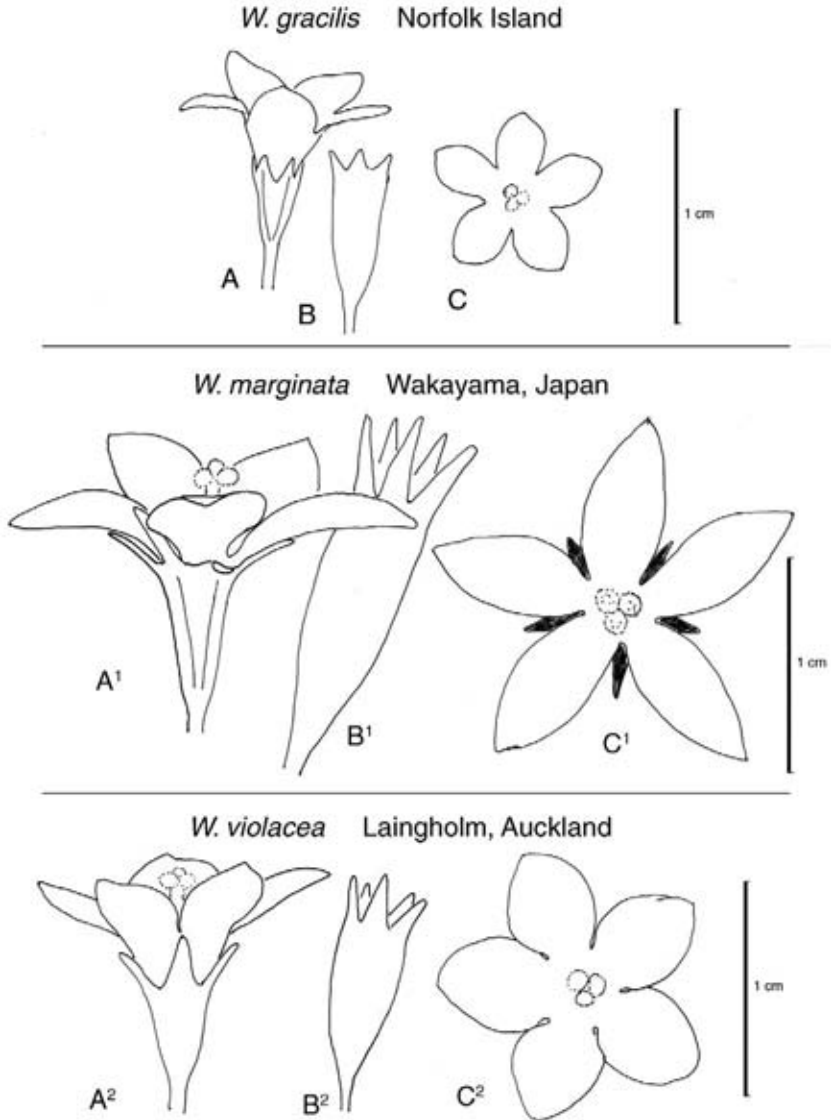 W. gracilis Norfolk Island
1 cm
A
B
C
W. marginata Wakayama, Japan
1 cm
A¹
B¹
C¹
W. violacea Laingholm, Auckland
1 cm
A²
B²
C²